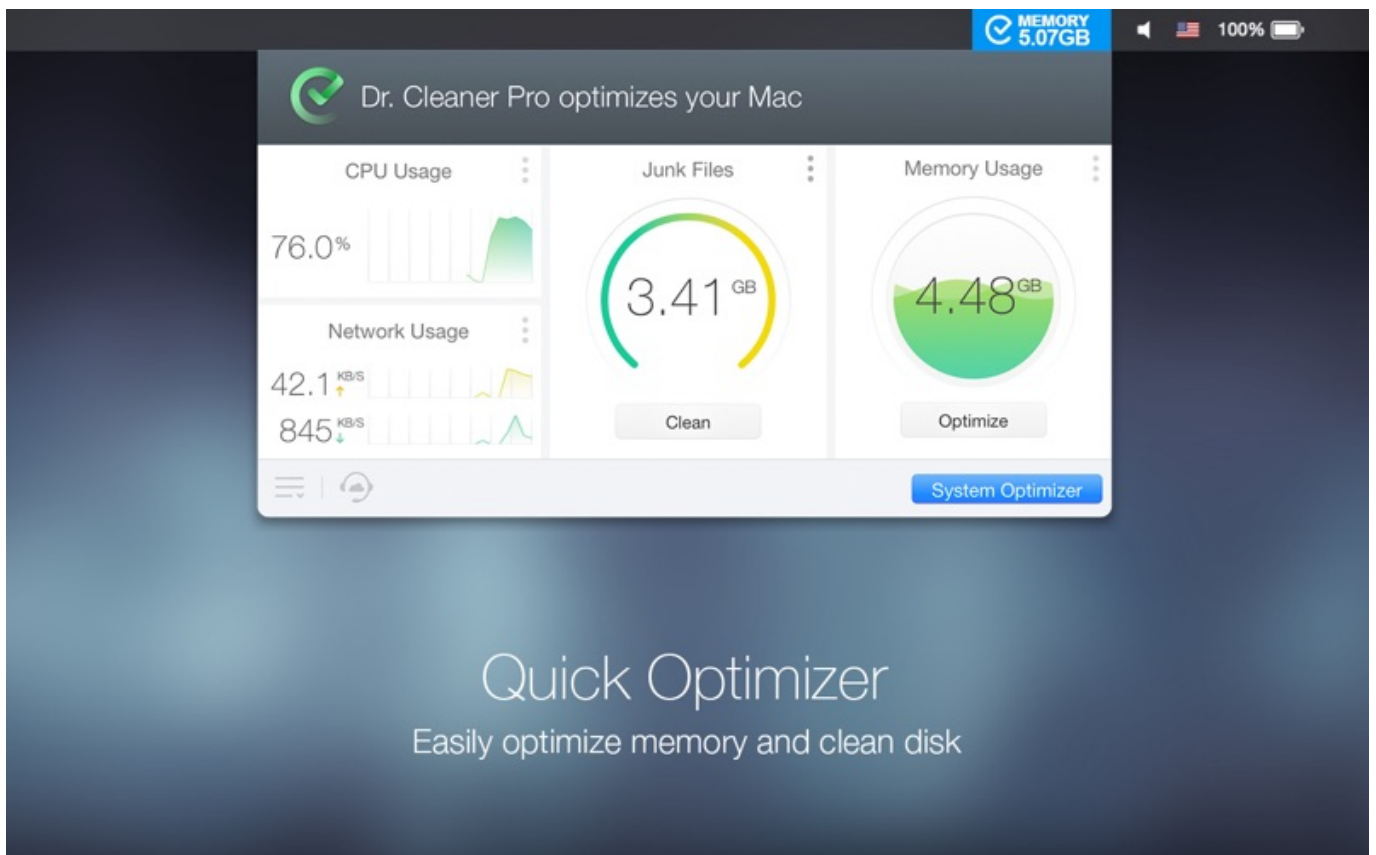 MEMORY
5.07GB
100%
Dr. Cleaner Pro optimizes your Mac
CPU Usage
76.0%
Network Usage
42.1 KB/S
845 KB/S
Junk Files
3.41 GB
Clean
Memory Usage
4.48 GB
Optimize
System Optimizer
Quick Optimizer
Easily optimize memory and clean disk